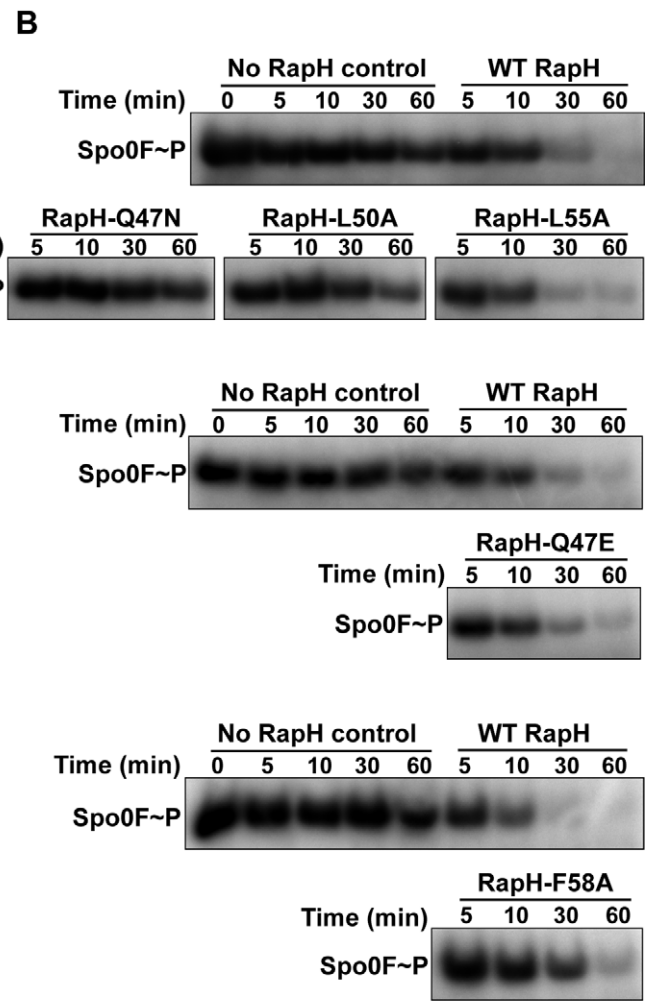 B
No RapH control WT RapH
Time (min) 0 5 10 30 60 5 10 30 60
Spo0F~P
RapH-Q47N RapH-L50A RapH-L55A
) 5 10 30 60 5 10 30 60 5 10 30 60
No RapH control WT RapH
Time (min) 0 5 10 30 60 5 10 30 60
Spo0F~P
RapH-Q47E
Time (min) 5 10 30 60
Spo0F~P
No RapH control WT RapH
Time (min) 0 5 10 30 60 5 10 30 60
Spo0F~P
RapH-F58A
Time (min) 5 10 30 60
Spo0F~P